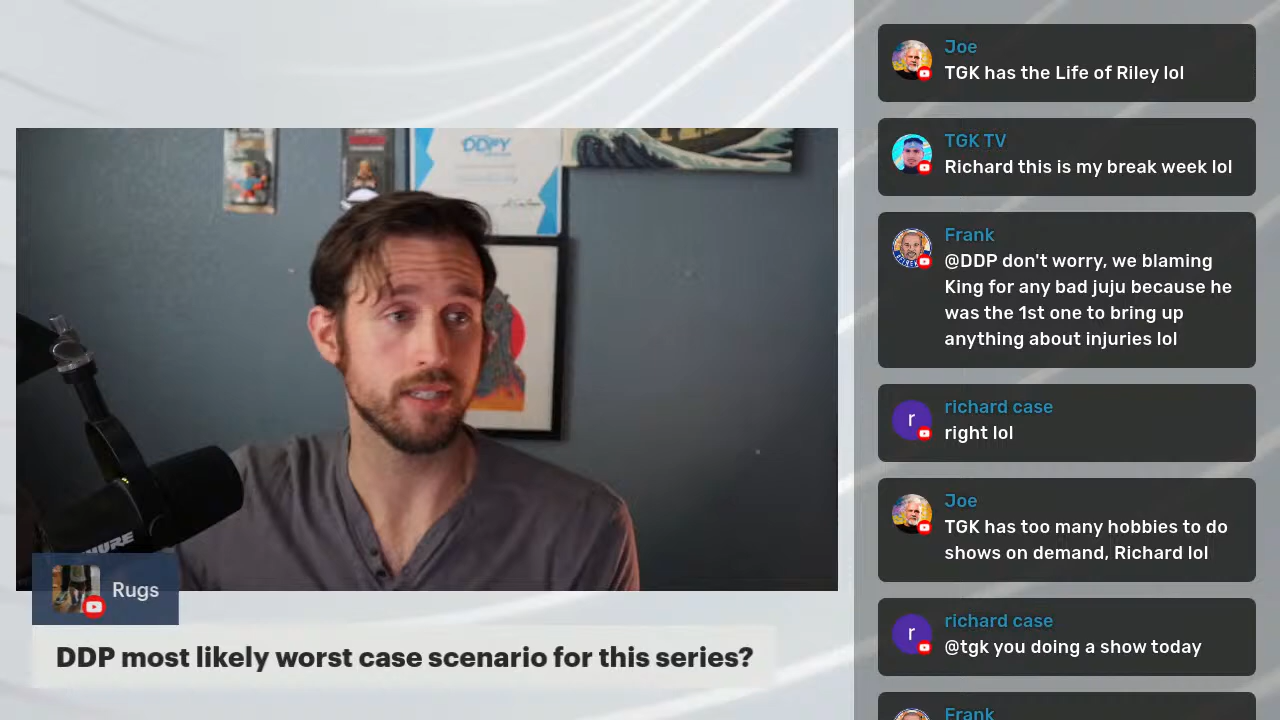 DDPY
SHURE
Rugs
DDP most likely worst case scenario for this series?
Joe
TGK has the Life of Riley lol
TGK TV
Richard this is my break week lol
Frank
@DDP don't worry, we blaming
King for any bad juju because he
was the 1st one to bring up
anything about injuries lol
r
richard case
right lol
Joe
TGK has too many hobbies to do
shows on demand, Richard lol
r
richard case
@tgk you doing a show today
Frank